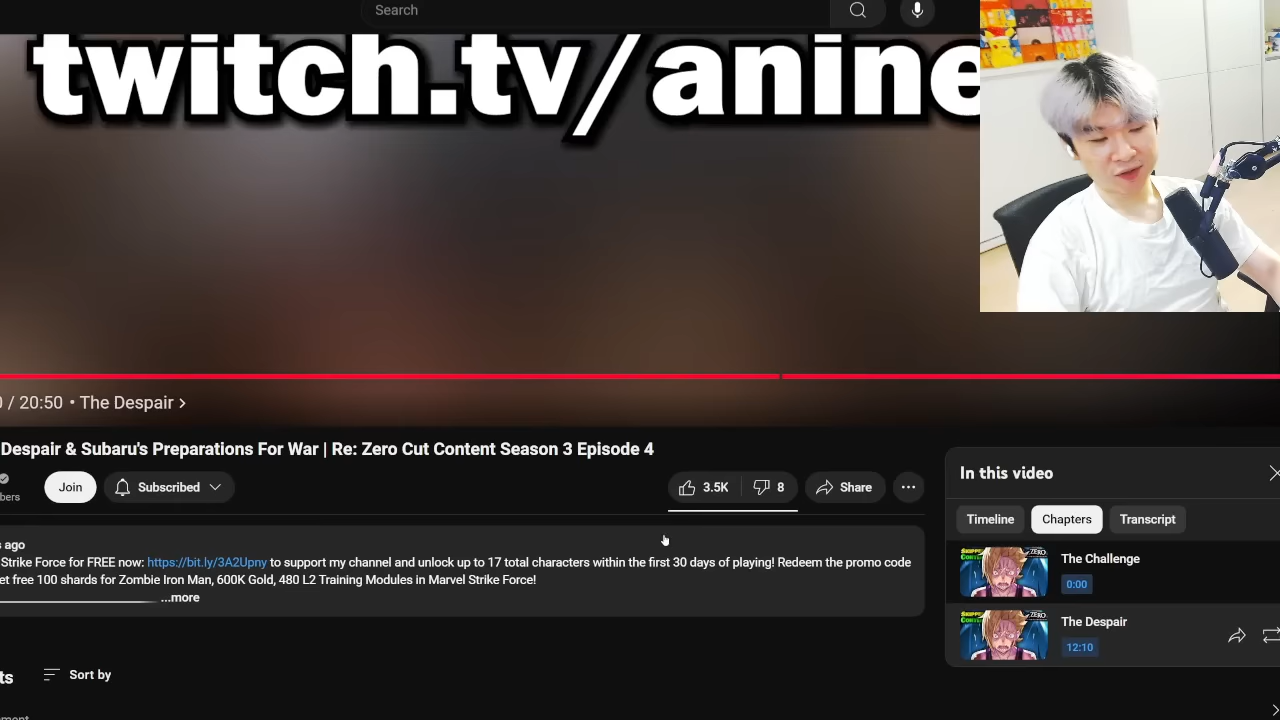 Search
twitch.tv/anine
/ 20:50 • The Despair >
Despair & Subaru's Preparations For War | Re: Zero Cut Content Season 3 Episode 4
bers
Join
Subscribed
3.5K
8
Share
...
In this video
Timeline
Chapters
Transcript
The Challenge
0:00
The Despair
12:10
ago
Strike Force for FREE now: https://bit.ly/3A2Upny to support my channel and unlock up to 17 total characters within the first 30 days of playing! Redeem the promo code
et free 100 shards for Zombie Iron Man, 600K Gold, 480 L2 Training Modules in Marvel Strike Force!
...more
ts
Sort by